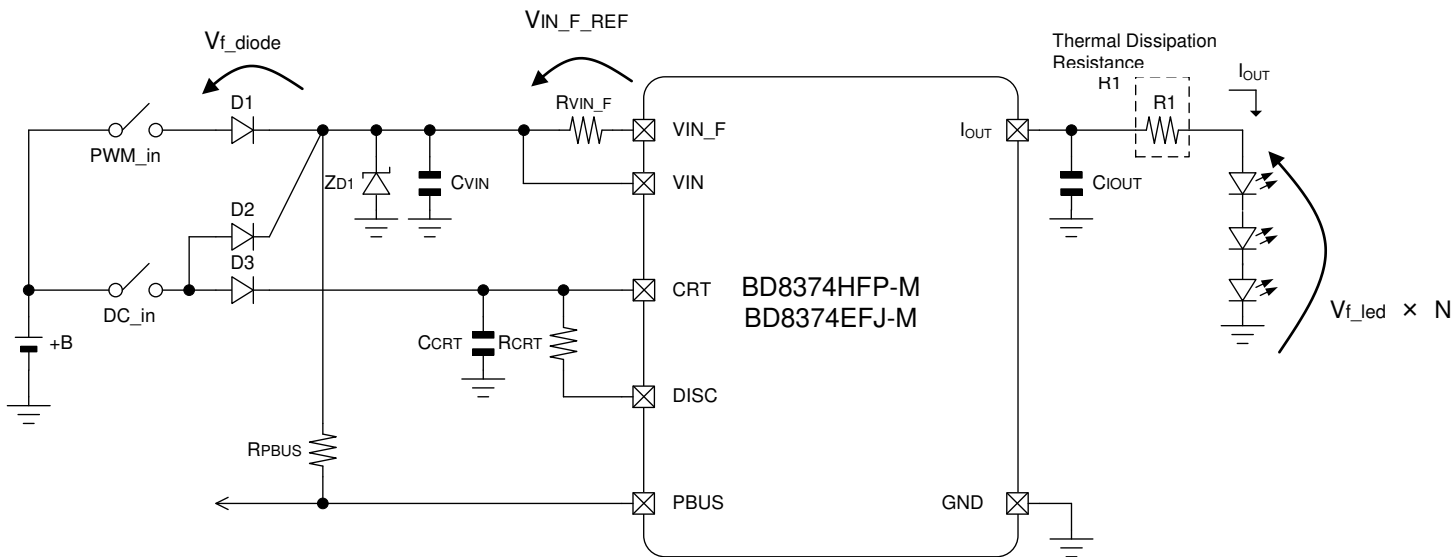 VIN_F_REF
Vf_diode
Thermal Dissipation
Resistance
R1
IOUT
D1
RVIN_F
R1
PWM_in
VIN_F
IOUT
ZD1
CVIN
VIN
CIOUT
D2
D3
DC_in
CRT
BD8374HFP-M
BD8374EFJ-M
Vf_led × N
+B
CCRT
RCRT
DISC
RPBUS
PBUS
GND